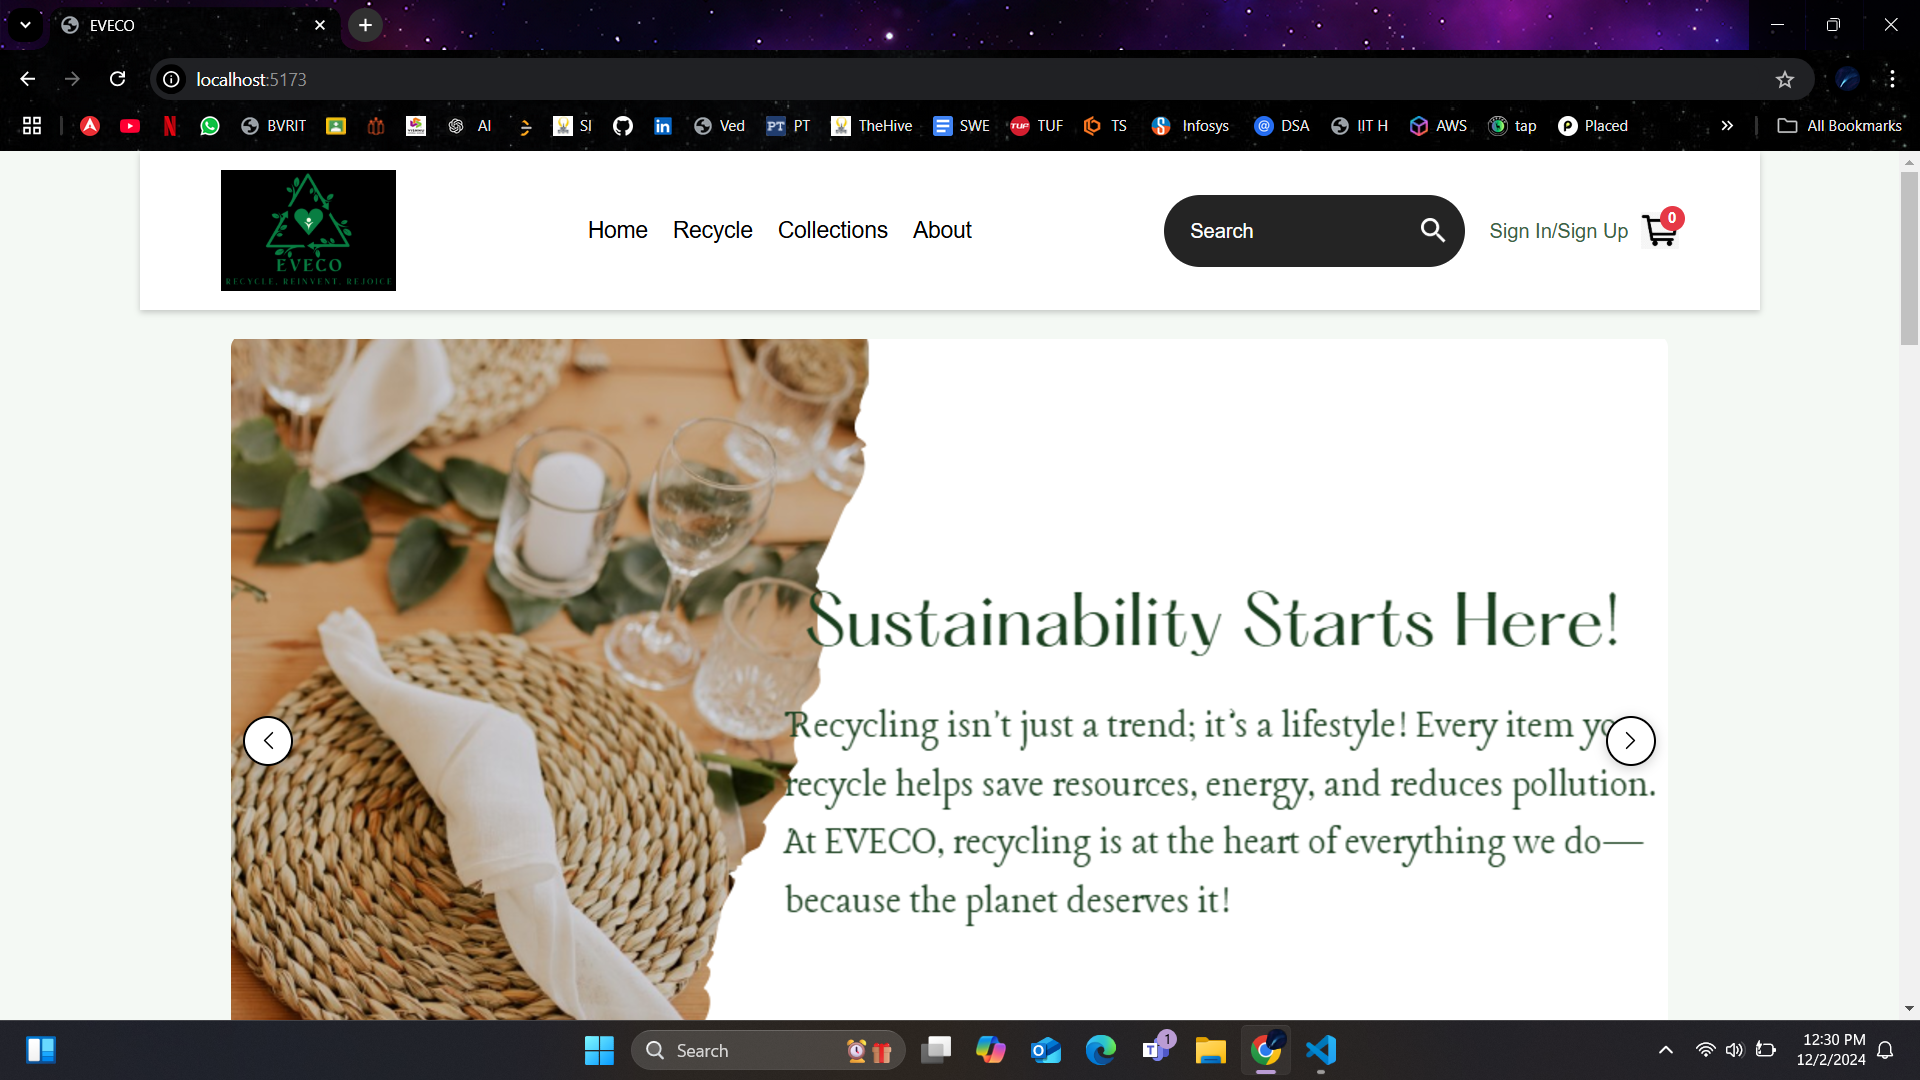 EVECO
localhost:5173
BVRIT
AI
SI
Ved
PT PT
TheHive
SWE
TUF TUF
TS
Infosys
DSA
IIT H
AWS
tap
Placed
All Bookmarks
EVECO
RECYCLE, REINVENT, REJOICE
Home
Recycle
Collections
About
Search
Sign In/Sign Up
0
Sustainability Starts Here!
Recycling isn't just a trend; it's a lifestyle! Every item yo
recycle helps save resources, energy, and reduces pollution.
At EVECO, recycling is at the heart of everything we do—
because the planet deserves it!
Search
1
12:30 PM
12/2/2024